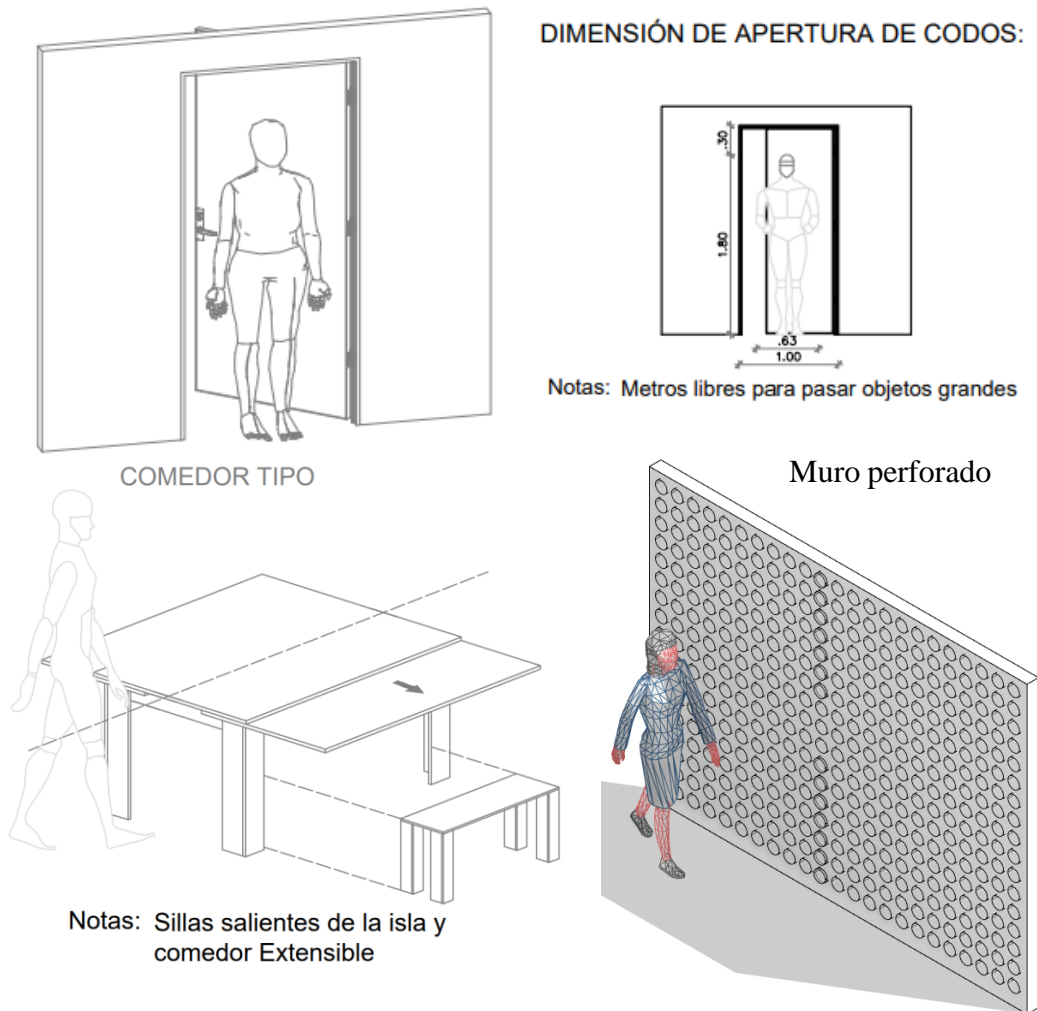 DIMENSIÓN DE APERTURA DE CODOS:
.30
1.80
.63
1.00
Notas: Metros libres para pasar objetos grandes
COMEDOR TIPO
Muro perforado
Notas: Sillas salientes de la isla y
comedor Extensible